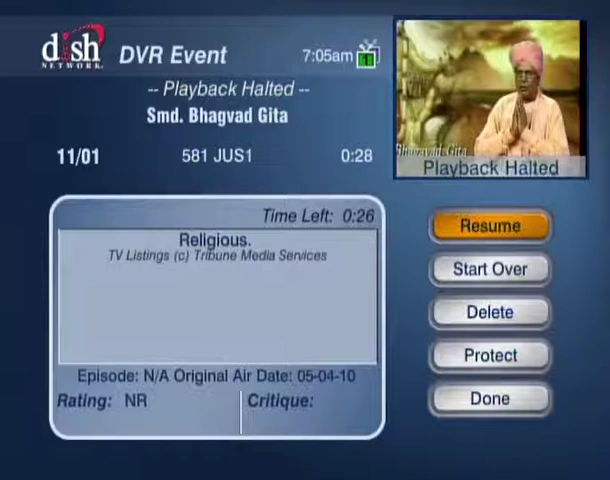 dish
NETWORK.
DVR Event
7:05am
1
-- Playback Halted --
Smd. Bhagvad Gita
11/01 581 JUS1 0:28
Bhagavad Gita
Playback Halted
Time Left: 0:26
Religious.
TV Listings (c) Tribune Media Services
Episode: N/A Original Air Date: 05-04-10
Rating: NR Critique:
Resume
Start Over
Delete
Protect
Done